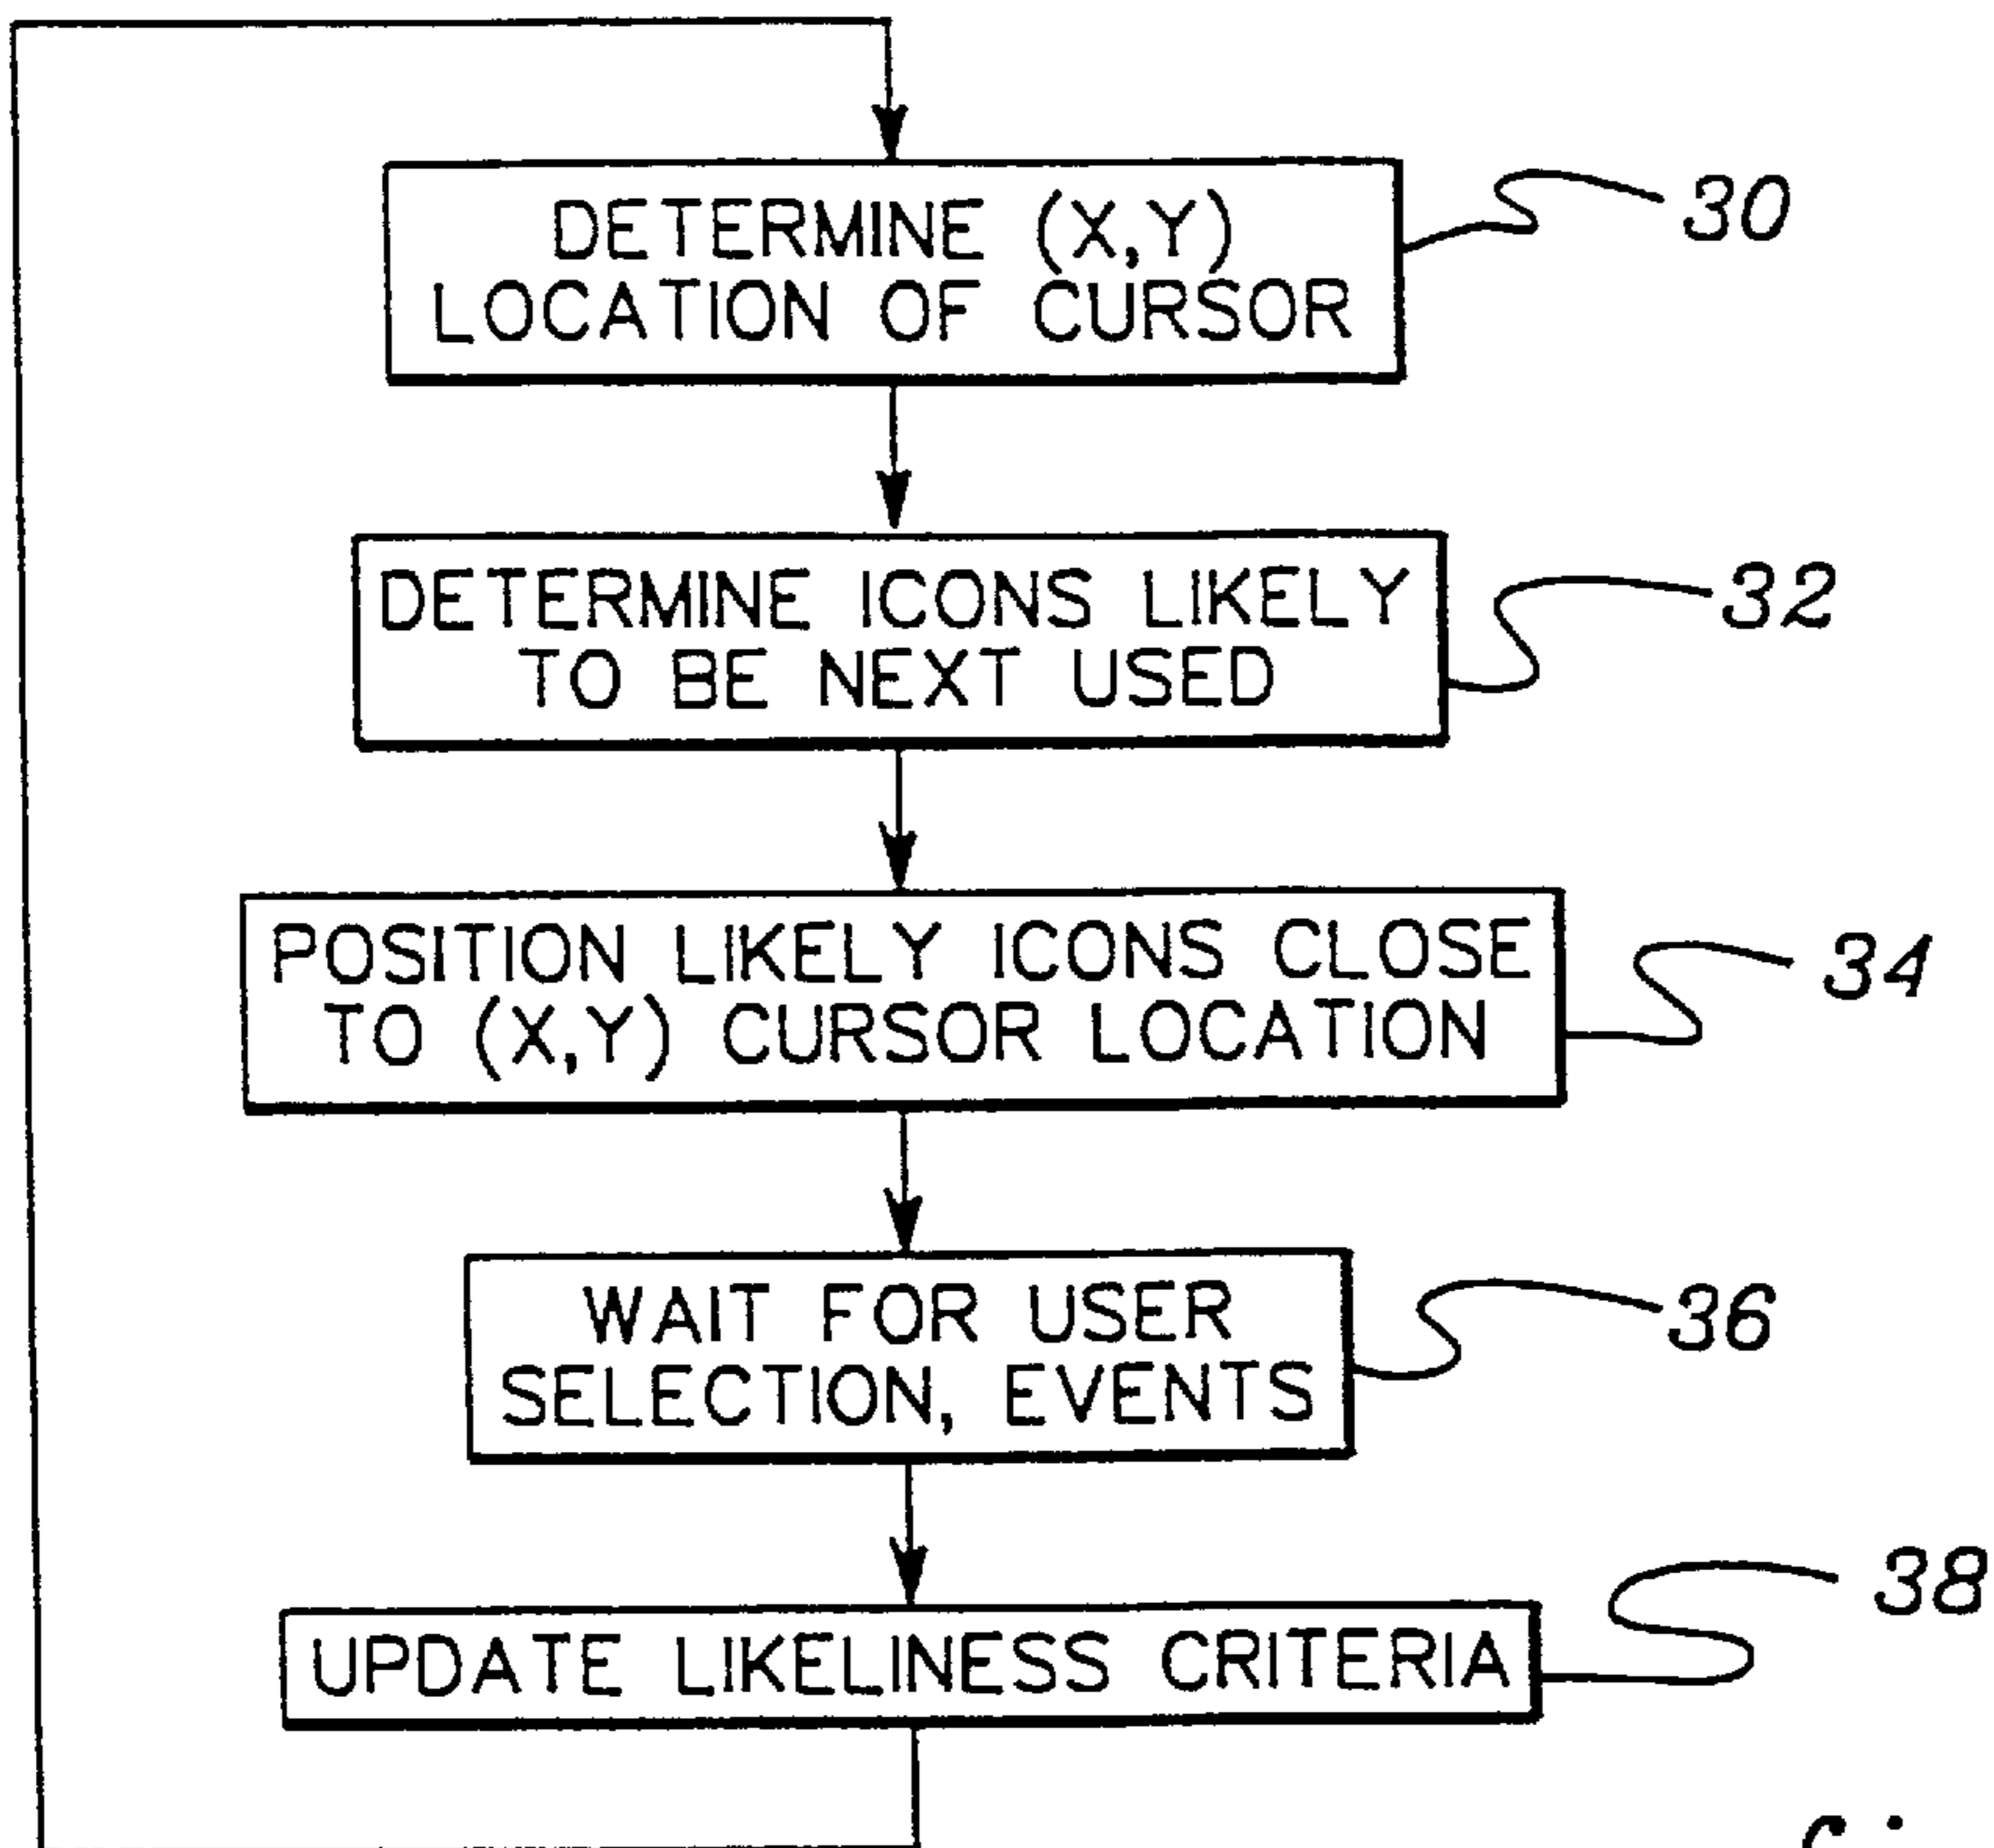 DETERMINE (X,Y)
LOCATION OF CURSOR
30
DETERMINE ICONS LIKELY
TO BE NEXT USED
32
POSITION LIKELY ICONS CLOSE
TO (X,Y) CURSOR LOCATION
34
WAIT FOR USER
SELECTION, EVENTS
36
UPDATE LIKELINESS CRITERIA
38